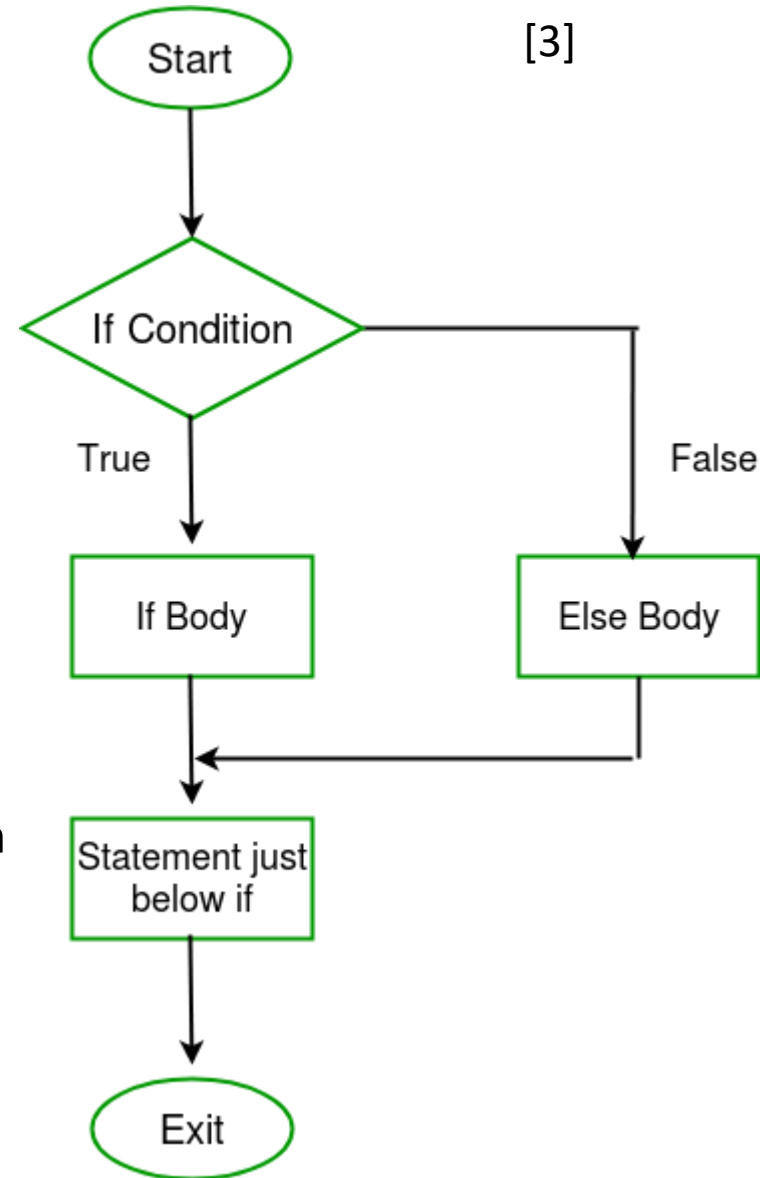 [3]
Start
If Condition
True
False
If Body
Else Body
Statement just
below if
Exit